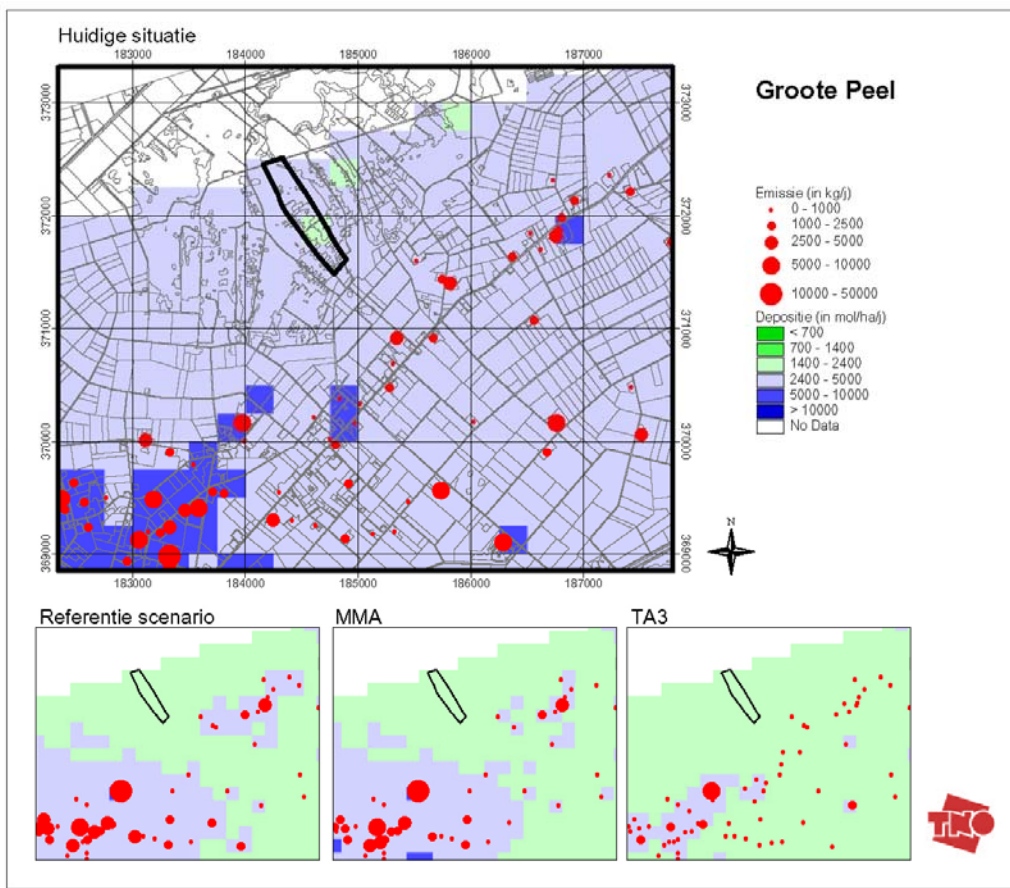 Huidige situatie
183000 184000 185000 186000 187000
Groote Peel
373000 373000
372000 372000
371000 371000
370000 370000
369000 369000
183000 184000 185000 186000 187000
Emissie (in kg/j)
0 - 1000
1000 - 2500
2500 - 5000
5000 - 10000
10000 - 50000
Depositie (in mol/ha/j)
< 700
700 - 1400
1400 - 2400
2400 - 5000
5000 - 10000
> 10000
No Data
N
Referentie scenario
MMA
TA3
TNO